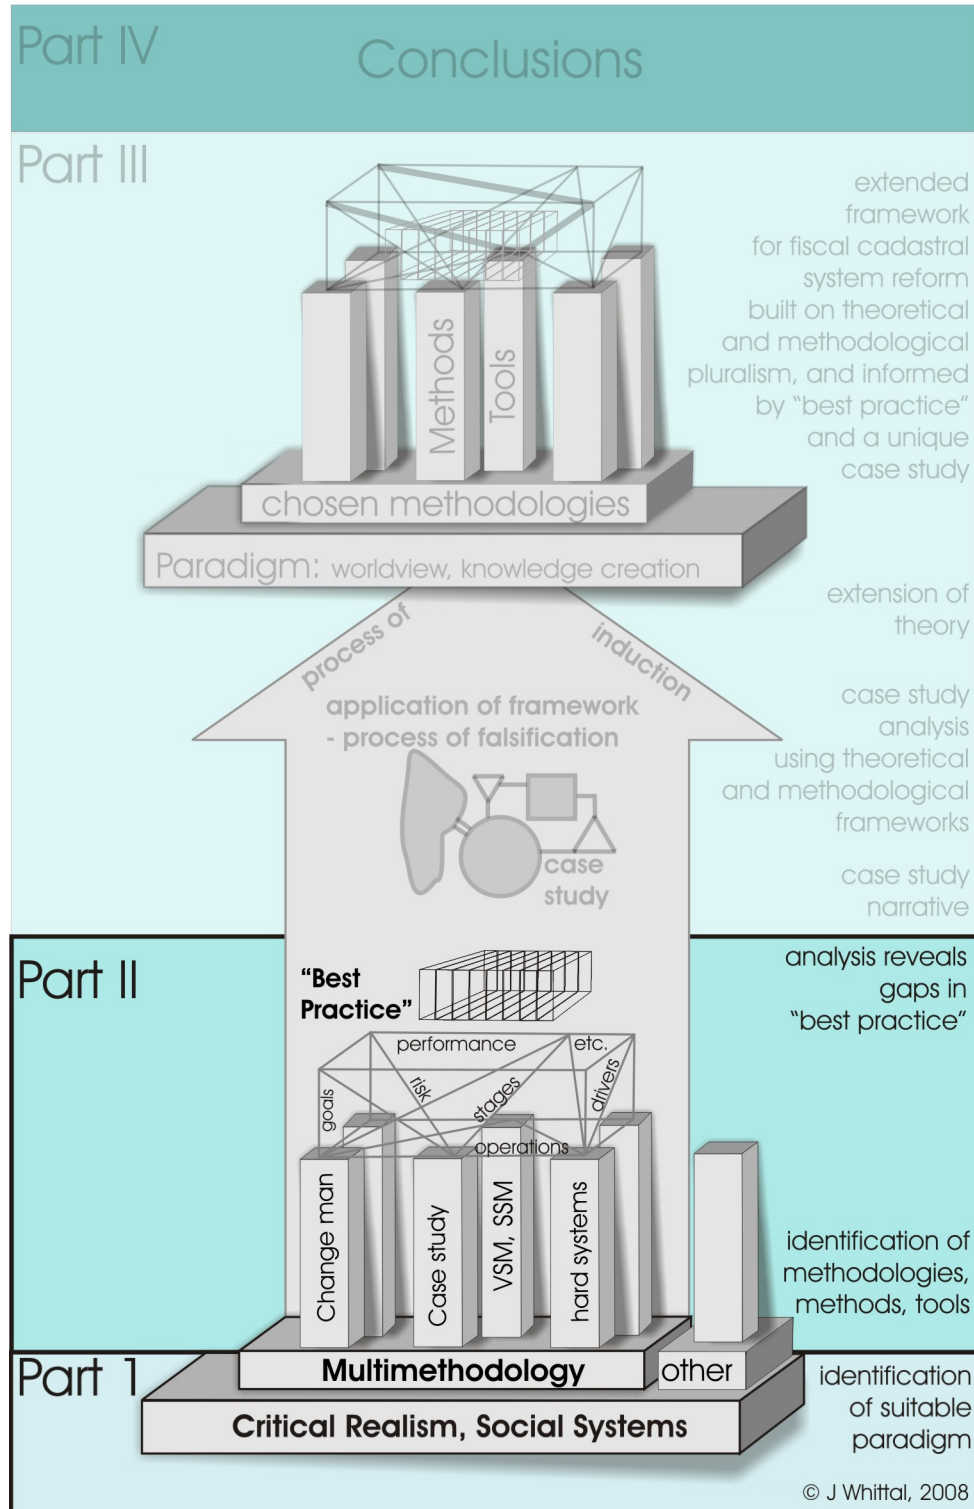 Part IV
Conclusions
Part III
extended
framework
for fiscal cadastral
system reform
built on theoretical
and methodological
pluralism, and informed
by “best practice”
and a unique
case study
Methods
Tools
chosen methodologies
Paradigm: worldview, knowledge creation
extension of
theory
process of
induction
application of framework
- process of falsification
case
study
case study
analysis
using theoretical
and methodological
frameworks
case study
narrative
Part II
“Best
Practice”
analysis reveals
gaps in
“best practice”
performance
etc.
goals
risk
stages
drivers
operations
Change man
Case study
VSM, SSM
hard systems
identification of
methodologies,
methods, tools
Part 1
Multimethodology
other
Critical Realism, Social Systems
identification
of suitable
paradigm
© J Whittal, 2008